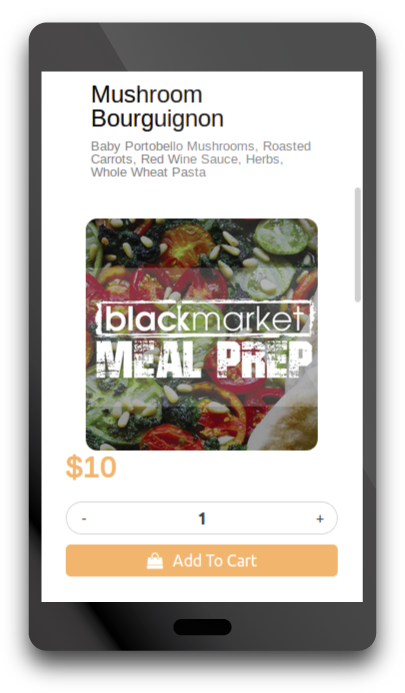 Mushroom
Bourguignon
Baby Portobello Mushrooms, Roasted
Carrots, Red Wine Sauce, Herbs,
Whole Wheat Pasta
blackmarket
MEAL PREP
$10
- 1 +
Add To Cart